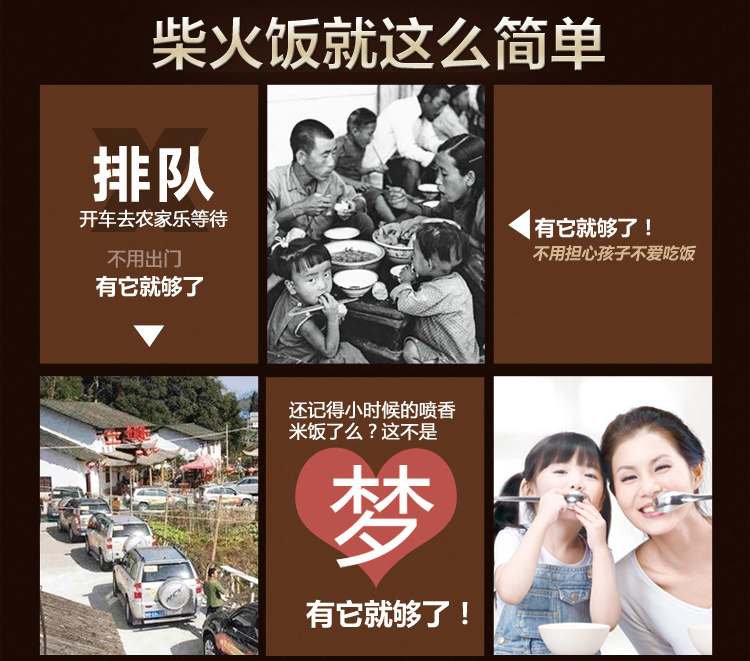 柴火饭就这么简单
排队
开车去农家乐等待
不用出门
有它就够了
有它就够了！
不用担心孩子不爱吃饭
还记得小时候的喷香
米饭了么？这不是
梦
有它就够了！